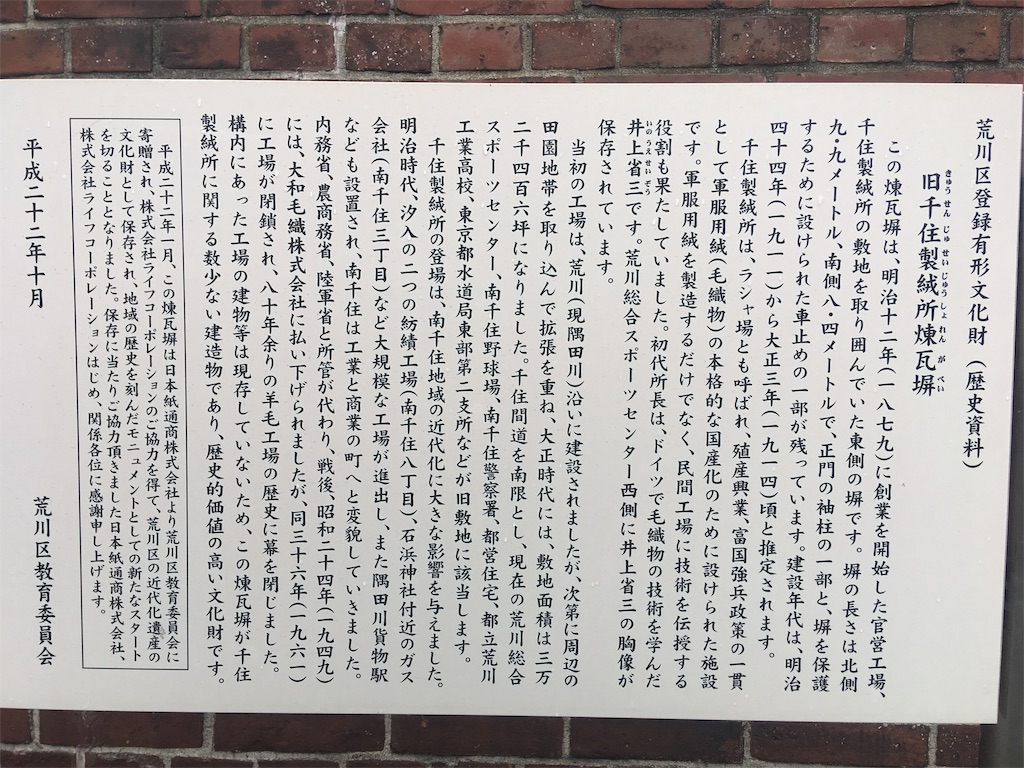 荒川区登録有形文化財（歴史資料）
旧千住製絨所煉瓦塀
きゅうせんじゅせいじゅうしょれんがべい
この煉瓦塀は、明治十二年（一八七九）に創業を開始した官営工場、
千住製絨所の敷地を取り囲んでいた東側の塀です。塀の長さは北側
九・九メートル、南側八・四メートルで、正門の袖柱の一部と、塀を保護
するために設けられた車止めの一部が残っています。建設年代は、明治
四十四年（一九一一）から大正三年（一九一四）頃と推定されます。
千住製絨所は、ラシャ場とも呼ばれ、殖産興業、富国強兵政策の一貫
として軍服用絨（毛織物）の本格的な国産化のために設けられた施設
です。軍服用絨を製造するだけでなく、民間工場に技術を伝授する
役割も果たしていました。初代所長は、ドイツで毛織物の技術を学んだ
井上省三です。荒川総合スポーツセンター西側に井上省三の胸像が
いのうえせいぞう
保存されています。
当初の工場は、荒川（現隅田川）沿いに建設されましたが、次第に周辺の
田園地帯を取り込んで拡張を重ね、大正時代には、敷地面積は三万
二千四百六坪になりました。千住間道を南限とし、現在の荒川総合
スポーツセンター、南千住野球場、南千住警察署、都営住宅、都立荒川
工業高校、東京都水道局東部第二支所などが旧敷地に該当します。
千住製絨所の登場は、南千住地域の近代化に大きな影響を与えました。
明治時代、汐入の二つの紡績工場（南千住八丁目）、石浜神社付近のガス
会社（南千住三丁目）など大規模な工場が進出し、また隅田川貨物駅
なども設置され、南千住は工業と商業の町へと変貌していきました。
内務省、農商務省、陸軍省と所管が代わり、戦後、昭和二十四年（一九四九）
には、大和毛織株式会社に払い下げられましたが、同三十六年（一九六一）
に工場が閉鎖され、八十年余りの羊毛工場の歴史に幕を閉じました。
構内にあった工場の建物等は現存していないため、この煉瓦塀が千住
製絨所に関する数少ない建造物であり、歴史的価値の高い文化財です。
平成二十二年一月、この煉瓦塀は日本紙通商株式会社より荒川区教育委員会に
寄贈され、株式会社ライフコーポレーションのご協力を得て、荒川区の近代化遺産の
文化財として保存され、地域の歴史を刻んだモニュメントとしての新たなスタート
を切ることとなりました。保存に当たりご協力頂きました日本紙通商株式会社、
株式会社ライフコーポレーションはじめ、関係各位に感謝申し上げます。
平成二十二年十月
荒川区教育委員会